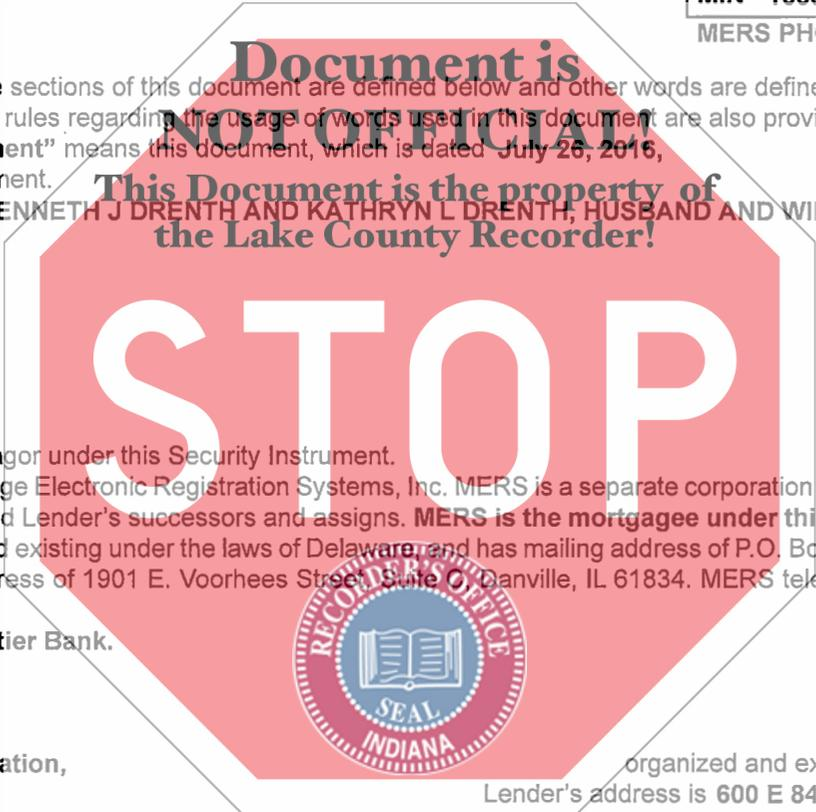 MERS PH
Document is
sections of this document are defined below and other words are define
NOT OFFICIAL!
rules regarding the usage of words used in this document are also provi
ent" means this document, which is dated July 26, 2016,
ment.
This Document is the property of
ENNETH J DRENTH AND KATHRYN L DRENTH, HUSBAND AND WI
the Lake County Recorder!
STOP
agor under this Security Instrument.
ge Electronic Registration Systems, Inc. MERS is a separate corporation
d Lender's successors and assigns. MERS is the mortgagee under thi
d existing under the laws of Delaware, and has mailing address of P.O. Bo
ress of 1901 E. Voorhees Street, Suite C, Danville, IL 61834. MERS tele
RECORDER'S OFFICE
tier Bank.
SEAL
INDIANA
ation,
organized and ex
Lender's address is 600 E 84